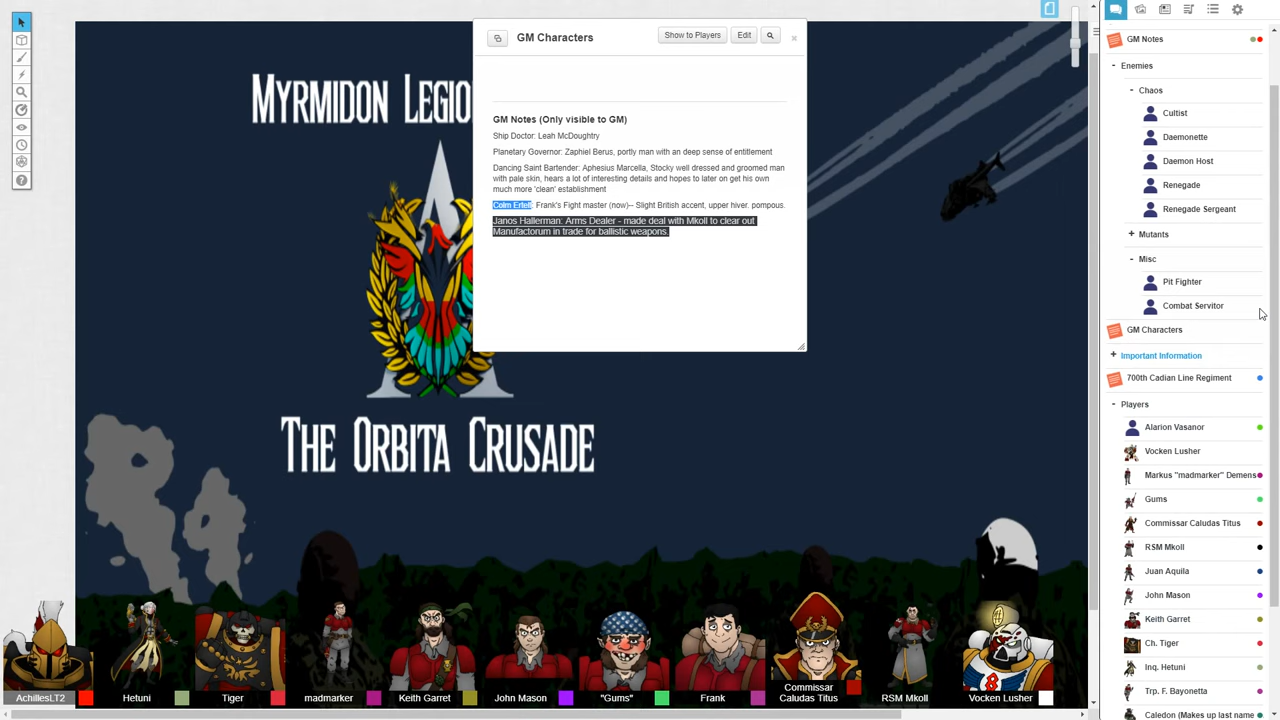 Myrmidon Legio
The Orbita Crusade
GM Characters
Show to Players
Edit
GM Notes (Only visible to GM)
Ship Doctor: Leah McDoughtry
Planetary Governor: Zaphiel Berus, portly man with an deep sense of entitlement
Dancing Saint Bartender: Aphesius Marcella, Stocky well dressed and groomed man
with pale skin, hears a lot of interesting details and hopes to later on get his own
much more 'clean' establishment
Colm Ertell: Frank's Fight master (now)-- Slight British accent, upper hiver. pompous.
Janos Hallerman: Arms Dealer - made deal with Mkoll to clear out
Manufactorum in trade for ballistic weapons.
GM Notes
Enemies
Chaos
Cultist
Daemonette
Daemon Host
Renegade
Renegade Sergeant
Mutants
Misc
Pit Fighter
Combat Servitor
GM Characters
Important Information
700th Cadian Line Regiment
Players
Alarion Vasanor
Vocken Lusher
Markus "madmarker" Demens
Gums
Commissar Caludas Titus
RSM Mkoll
Juan Aquila
John Mason
Keith Garret
Ch. Tiger
Inq. Hetuni
Trp. F. Bayonetta
Caledon (Makes up last name
AchillesLT2
Hetuni
Tiger
madmarker
Keith Garret
John Mason
"Gums"
Frank
Commissar
Caludas Titus
RSM Mkoll
Vocken Lusher